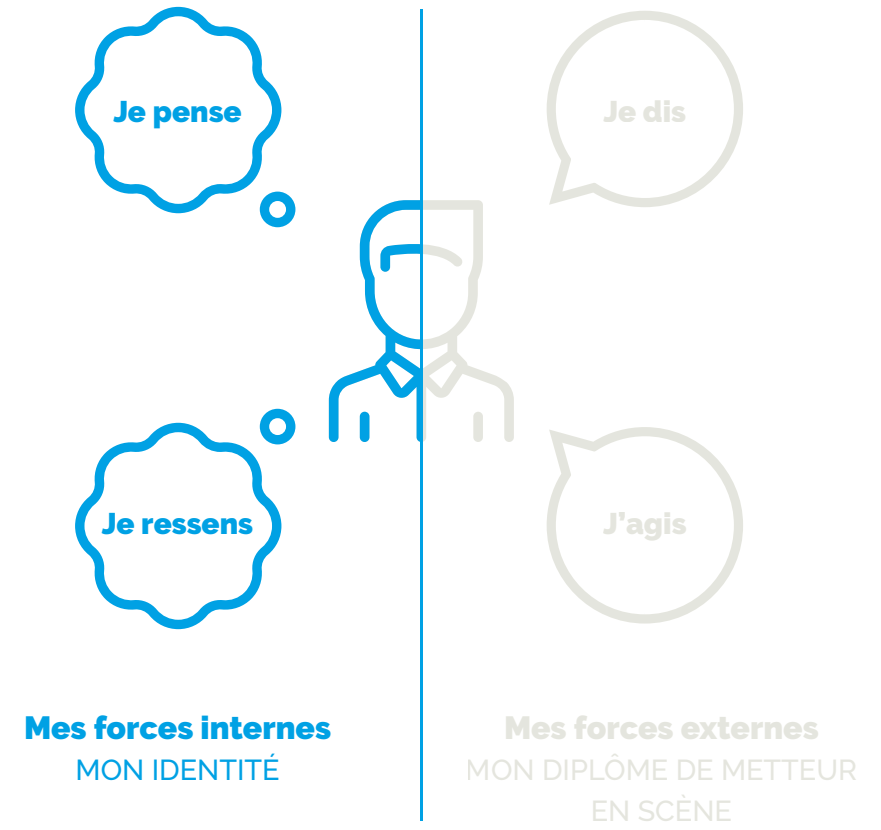 Je pense
Je dis
Je ressens
J’agis
Mes forces internes
MON IDENTITÉ
Mes forces externes
MON DIPLÔME DE METTEUR
EN SCÈNE